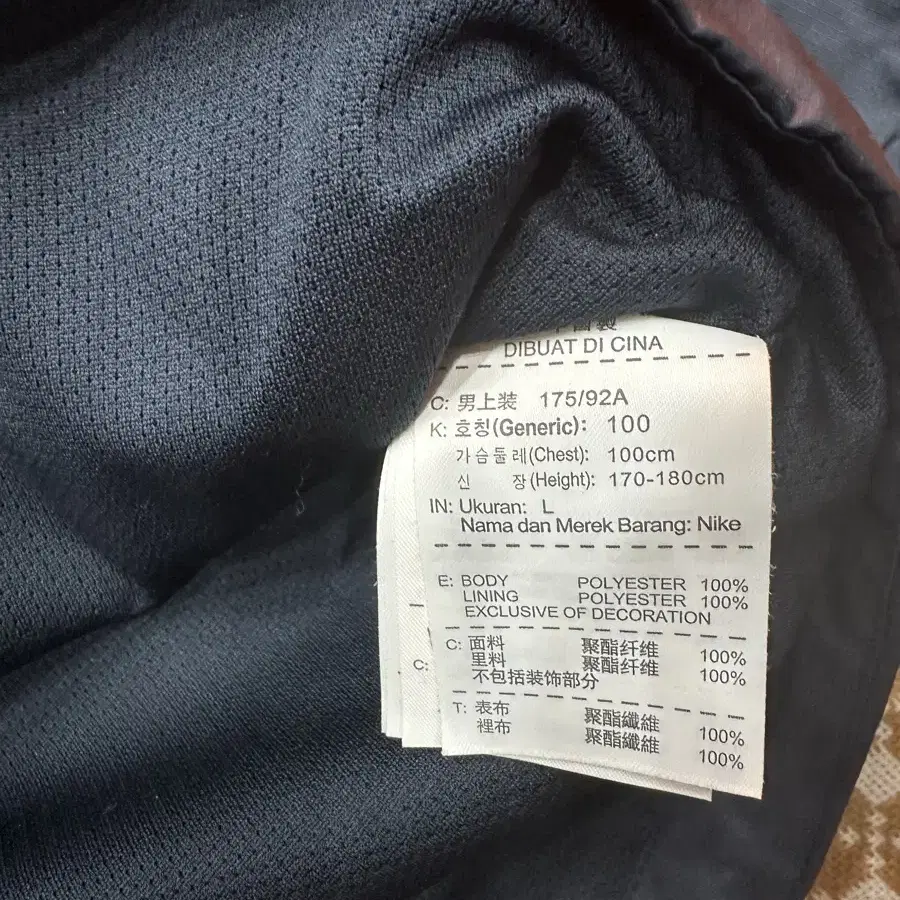 DIBUAT DI CINA
C: 男上装 175/92A
K: 호칭(Generic): 100
가슴둘레(Chest): 100cm
신 장(Height): 170-180cm
IN: Ukuran: L
Nama dan Merek Barang: Nike
E: BODY POLYESTER 100%
LINING POLYESTER 100%
EXCLUSIVE OF DECORATION
C: 面料 聚酯纤维 100%
里料 聚酯纤维 100%
不包括装饰部分
T: 表布 聚酯纖維 100%
裡布 聚酯纖維 100%
C: